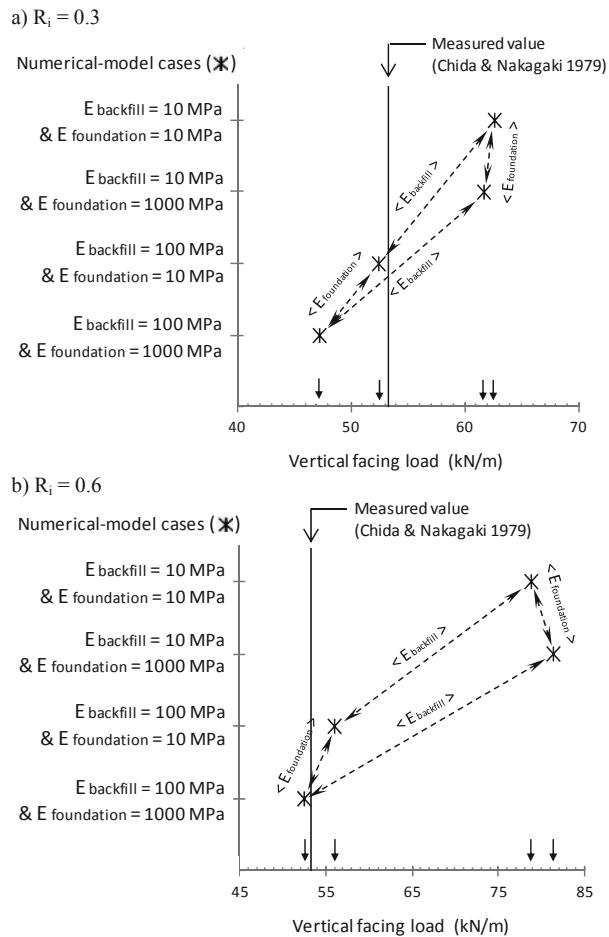 a) Ri = 0.3
Measured value
(Chida & Nakagaki 1979)
Numerical-model cases (Ж)
E backfill = 10 MPa
& E foundation = 10 MPa
E backfill = 10 MPa
& E foundation = 1000 MPa
E backfill = 100 MPa
& E foundation = 10 MPa
E backfill = 100 MPa
& E foundation = 1000 MPa
< E backfill >
< E foundation >
< E foundation >
< E backfill >
40 50 60 70
Vertical facing load (kN/m)
b) Ri = 0.6
Measured value
(Chida & Nakagaki 1979)
Numerical-model cases (Ж)
E backfill = 10 MPa
& E foundation = 10 MPa
E backfill = 10 MPa
& E foundation = 1000 MPa
E backfill = 100 MPa
& E foundation = 10 MPa
E backfill = 100 MPa
& E foundation = 1000 MPa
< E foundation >
< E backfill >
< E backfill >
< E foundation >
45 55 65 75 85
Vertical facing load (kN/m)